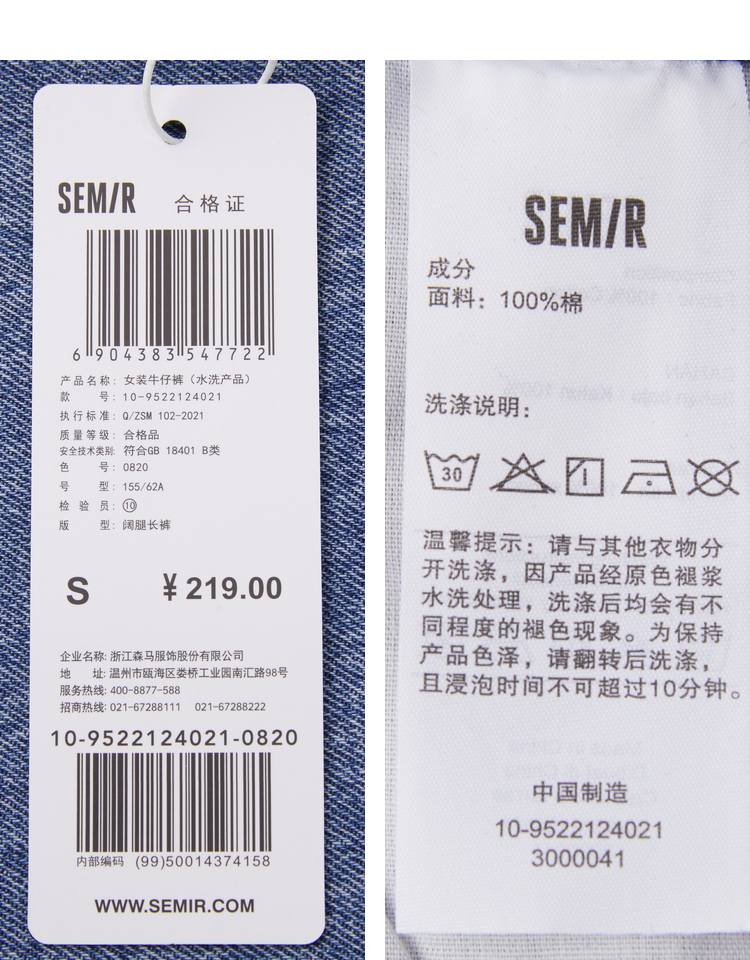 SEMIR 合格证
6 904383 547722
产品名称: 女装牛仔裤（水洗产品）
款 号: 10-9522124021
执行标准: Q/ZSM 102-2021
质量等级: 合格品
安全技术类别: 符合GB 18401 B类
色 号: 0820
号 型: 155/62A
检 验 员: ⑩
版 型: 阔腿长裤
S ¥219.00
企业名称: 浙江森马服饰股份有限公司
地 址: 温州市瓯海区娄桥工业园南汇路98号
服务热线: 400-8877-588
招商热线: 021-67288111 021-67288222
10-9522124021-0820
内部编码 (99)50014374158
WWW.SEMIR.COM
SEMIR
成分
面料: 100%棉
洗涤说明:
30
温馨提示: 请与其他衣物分
开洗涤，因产品经原色褪浆
水洗处理，洗涤后均会有不
同程度的褪色现象。为保持
产品色泽，请翻转后洗涤，
且浸泡时间不可超过10分钟。
中国制造
10-9522124021
3000041